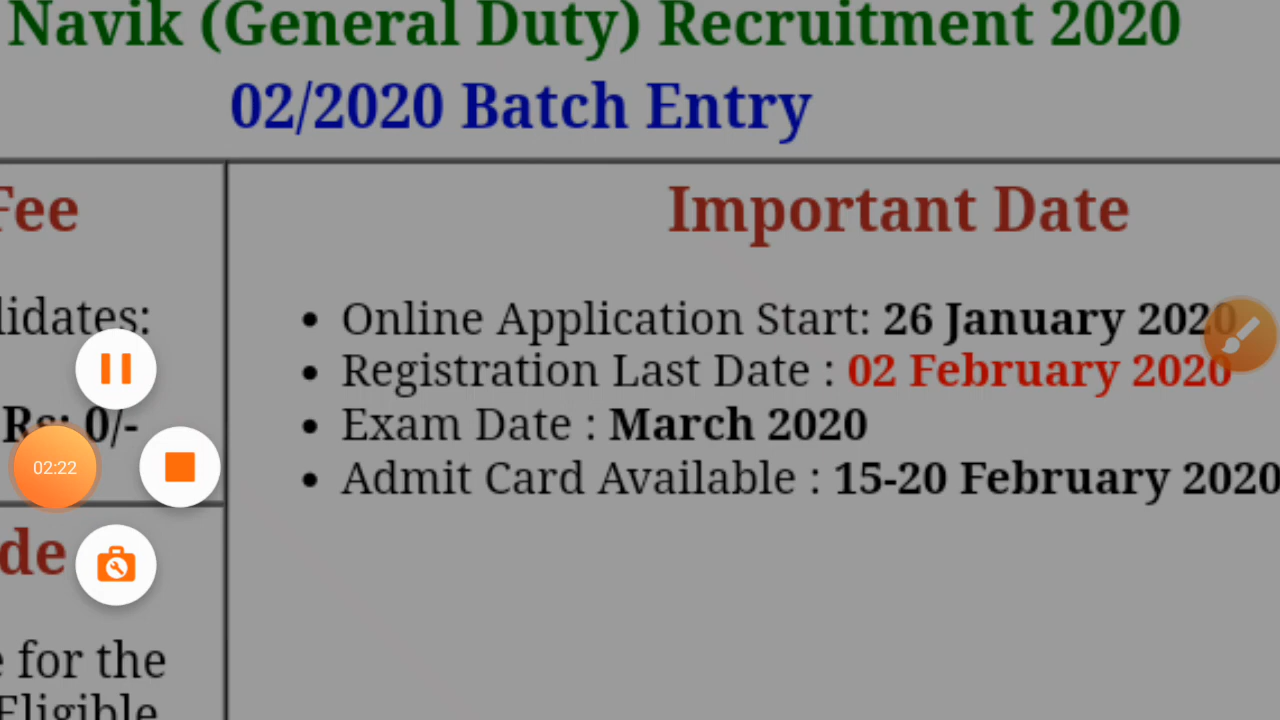 Navik (General Duty) Recruitment 2020
02/2020 Batch Entry
Fee
Important Date
lidates:
• Online Application Start: 26 January 2020
• Registration Last Date : 02 February 2020
Rs: 0/-
• Exam Date : March 2020
02:22
• Admit Card Available : 15-20 February 2020
de
e for the
Eligible